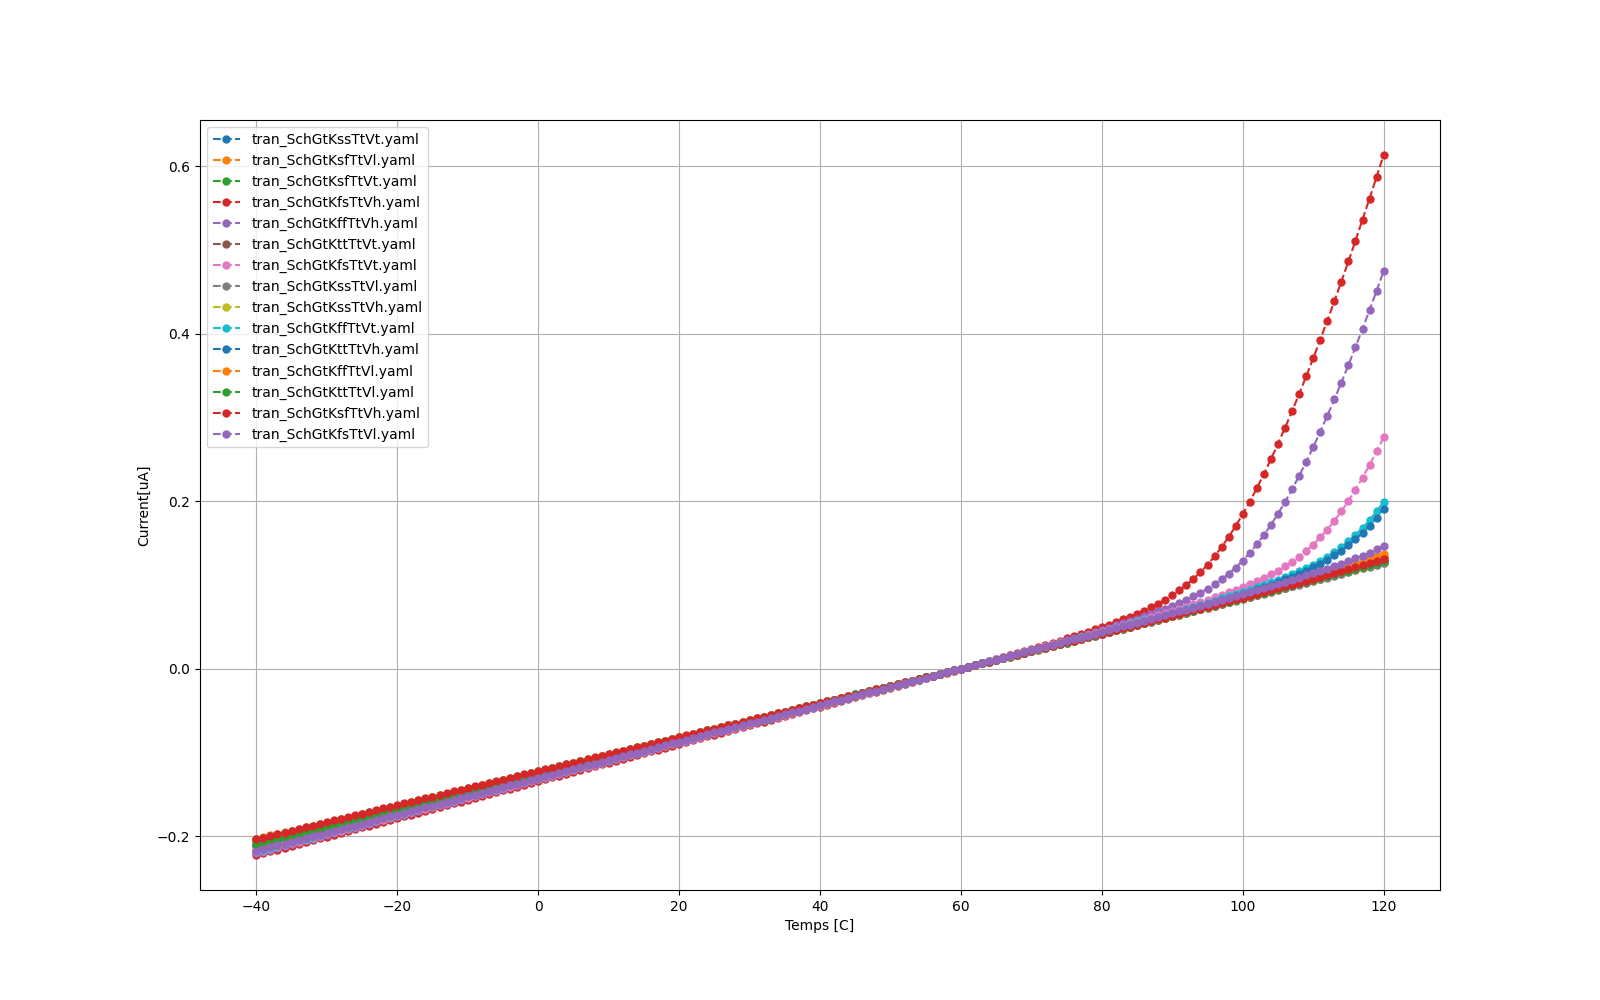 tran_SchGtKssTtVt.yaml
tran_SchGtKsfTtVl.yaml
tran_SchGtKsfTtVt.yaml
tran_SchGtKfsTtVh.yaml
tran_SchGtKffTtVh.yaml
tran_SchGtKttTtVt.yaml
tran_SchGtKfsTtVt.yaml
tran_SchGtKssTtVl.yaml
tran_SchGtKssTtVh.yaml
tran_SchGtKffTtVt.yaml
tran_SchGtKttTtVh.yaml
tran_SchGtKffTtVl.yaml
tran_SchGtKttTtVl.yaml
tran_SchGtKsfTtVh.yaml
tran_SchGtKfsTtVl.yaml
0.6
0.4
0.2
0.0
−0.2
Current[uA]
−40 −20 0 20 40 60 80 100 120
Temps [C]